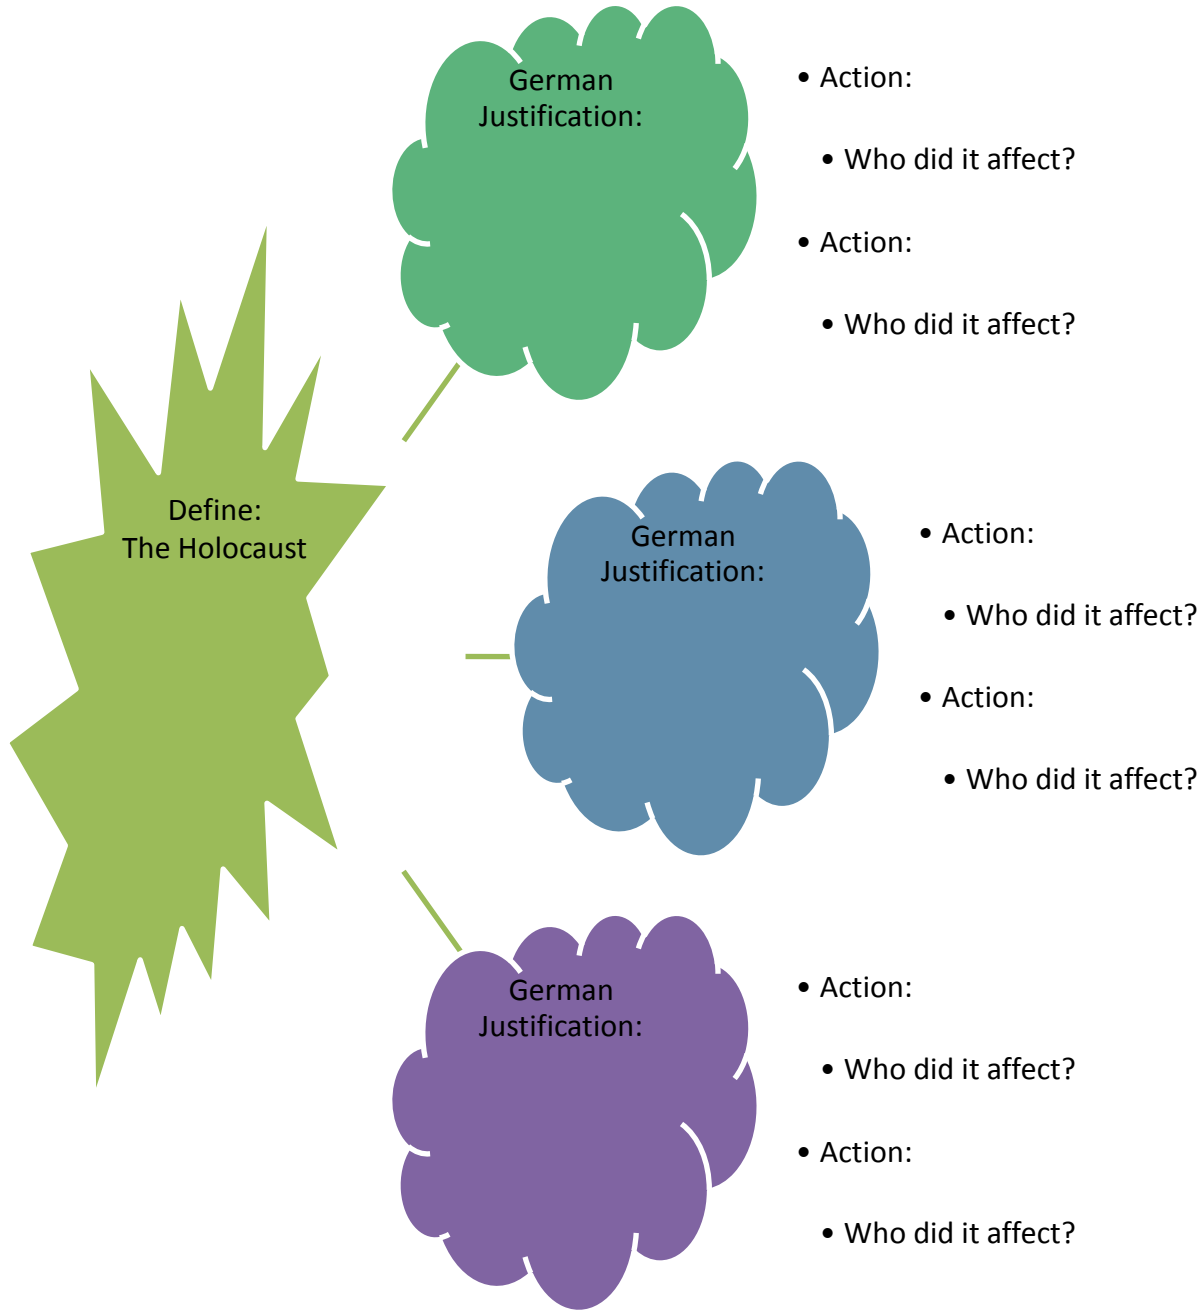 German
Justification:
• Action:
• Who did it affect?
• Action:
• Who did it affect?
Define:
The Holocaust
German
Justification:
• Action:
• Who did it affect?
• Action:
• Who did it affect?
German
Justification:
• Action:
• Who did it affect?
• Action:
• Who did it affect?